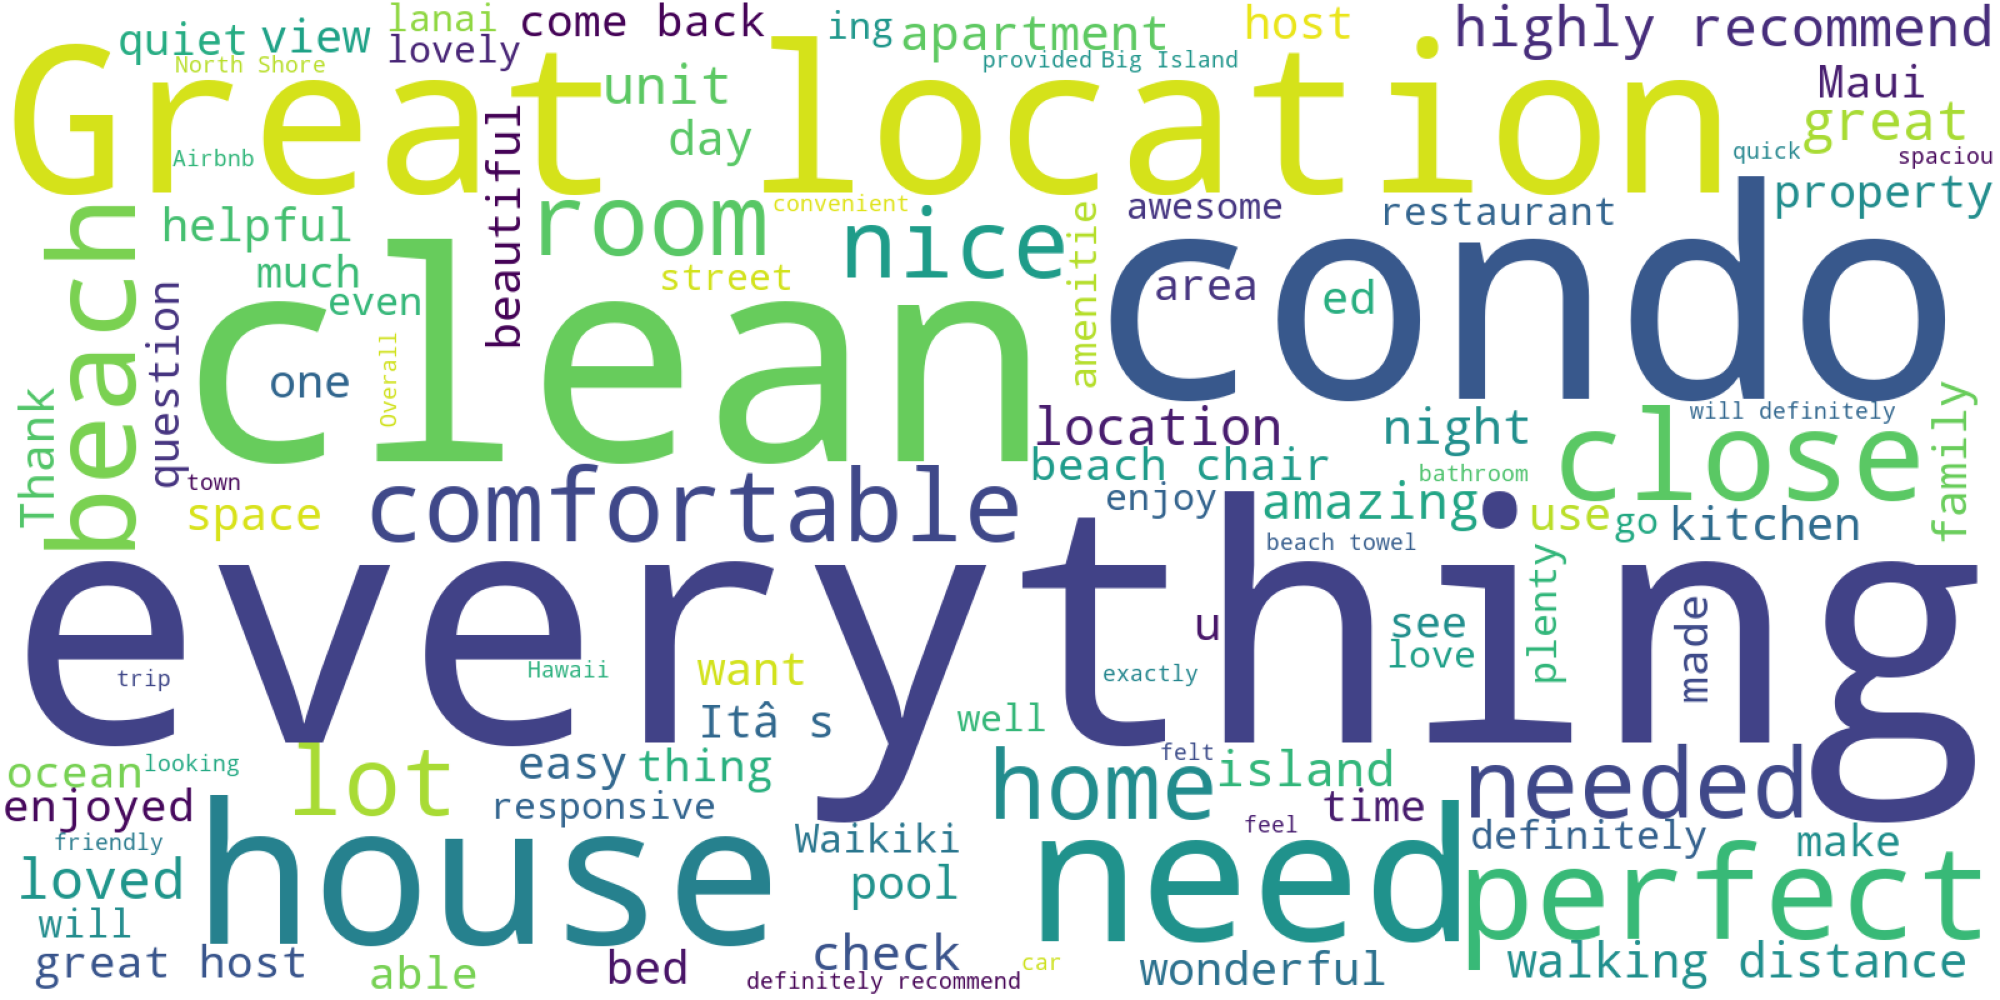 quiet
view
lanai
lovely
come back
ing
apartment
host
highly recommend
North Shore
provided
Big Island
Great location
unit
Maui
day
great
Airbnb
beautiful
quick
spaciou
beach
helpful
room
convenient
nice
amenitie
awesome
restaurant
property
much
street
condo
area
ed
question
even
clean
one
Overall
Thank
location
night
will definitely
close
family
beach chair
bathroom
town
space
comfortable
enjoy
amazing
use
go
kitchen
beach towel
everything
plenty
made
u
see
love
trip
Hawaii
want
exactly
Itâ s
well
ocean
looking
lot
easy
thing
home
felt
island
needed
enjoyed
responsive
time
friendly
house
Waikiki
need
feel
definitely
make
loved
pool
perfect
will
great host
able
bed
check
definitely recommend
car
wonderful
walking distance